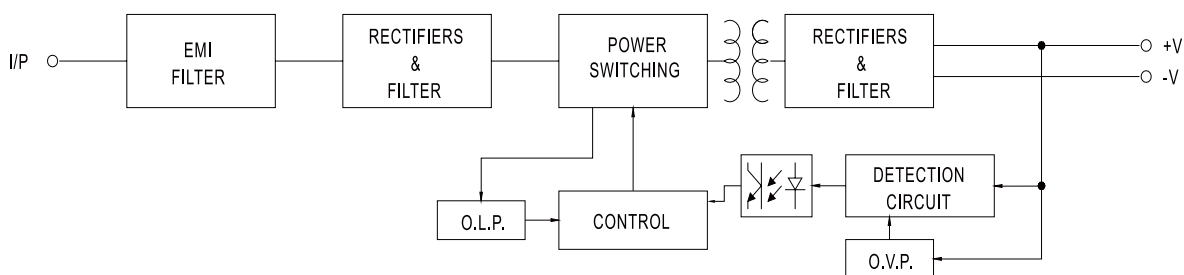 I/P
EMI
FILTER
RECTIFIERS
&
FILTER
POWER
SWITCHING
RECTIFIERS
&
FILTER
+V
-V
O.L.P.
CONTROL
DETECTION
CIRCUIT
O.V.P.